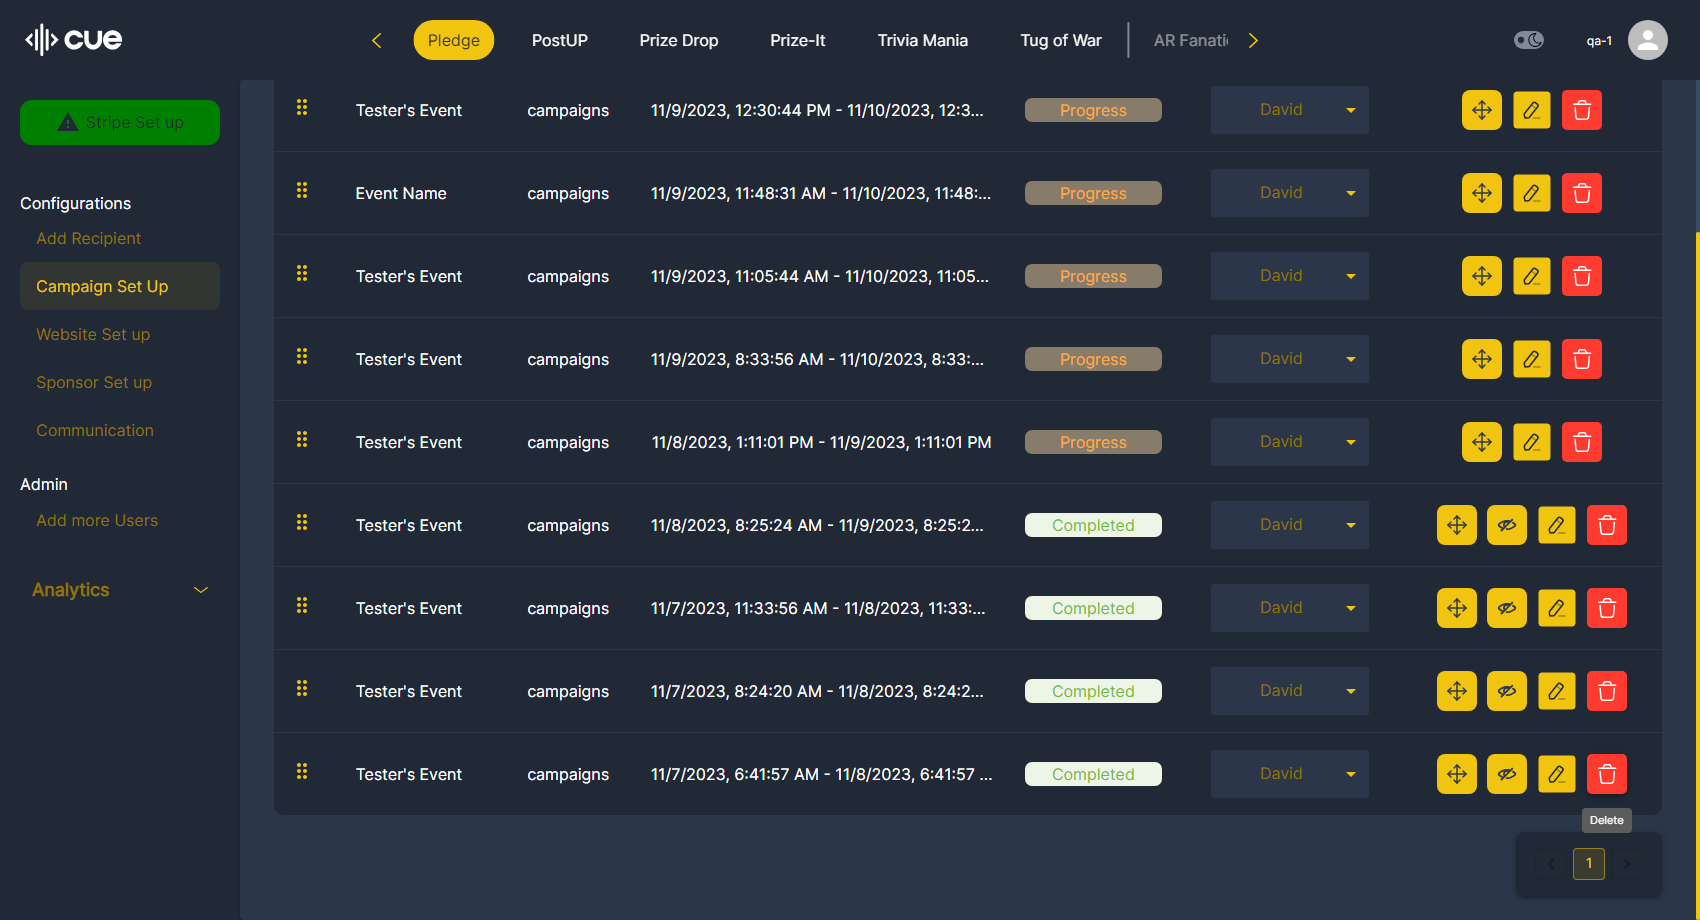 cue
Pledge
PostUP
Prize Drop
Prize-It
Trivia Mania
Tug of War
AR Fanati
qa-1
Stripe Set up
Configurations
Add Recipient
Campaign Set Up
Website Set up
Sponsor Set up
Communication
Admin
Add more Users
Analytics
Tester's Event campaigns 11/9/2023, 12:30:44 PM - 11/10/2023, 12:3... Progress David
Event Name campaigns 11/9/2023, 11:48:31 AM - 11/10/2023, 11:48:... Progress David
Tester's Event campaigns 11/9/2023, 11:05:44 AM - 11/10/2023, 11:05... Progress David
Tester's Event campaigns 11/9/2023, 8:33:56 AM - 11/10/2023, 8:33:... Progress David
Tester's Event campaigns 11/8/2023, 1:11:01 PM - 11/9/2023, 1:11:01 PM Progress David
Tester's Event campaigns 11/8/2023, 8:25:24 AM - 11/9/2023, 8:25:2... Completed David
Tester's Event campaigns 11/7/2023, 11:33:56 AM - 11/8/2023, 11:33:... Completed David
Tester's Event campaigns 11/7/2023, 8:24:20 AM - 11/8/2023, 8:24:2... Completed David
Tester's Event campaigns 11/7/2023, 6:41:57 AM - 11/8/2023, 6:41:57 ... Completed David
Delete
1